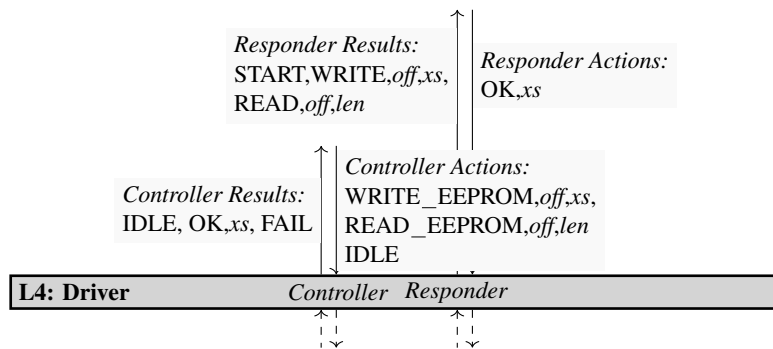 Responder Results:
START,WRITE,off,xs,
READ,off,len
Responder Actions:
OK,xs
Controller Results:
IDLE, OK,xs, FAIL
Controller Actions:
WRITE_EEPROM,off,xs,
READ_EEPROM,off,len
IDLE
L4: Driver Controller Responder